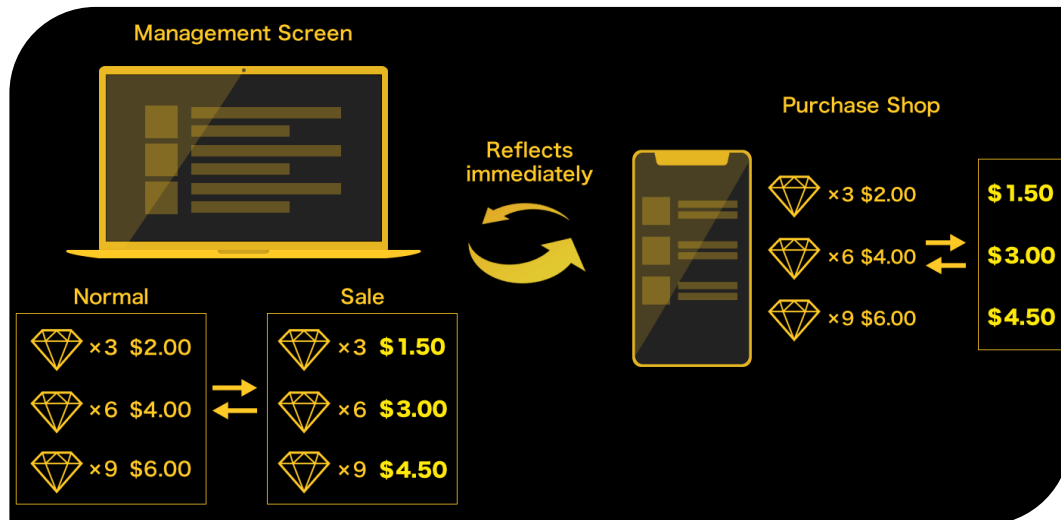 Management Screen
Reflects
immediately
Purchase Shop
×3 $2.00
$1.50
×6 $4.00
$3.00
×9 $6.00
$4.50
Normal
×3 $2.00
×6 $4.00
×9 $6.00
Sale
×3 $1.50
×6 $3.00
×9 $4.50